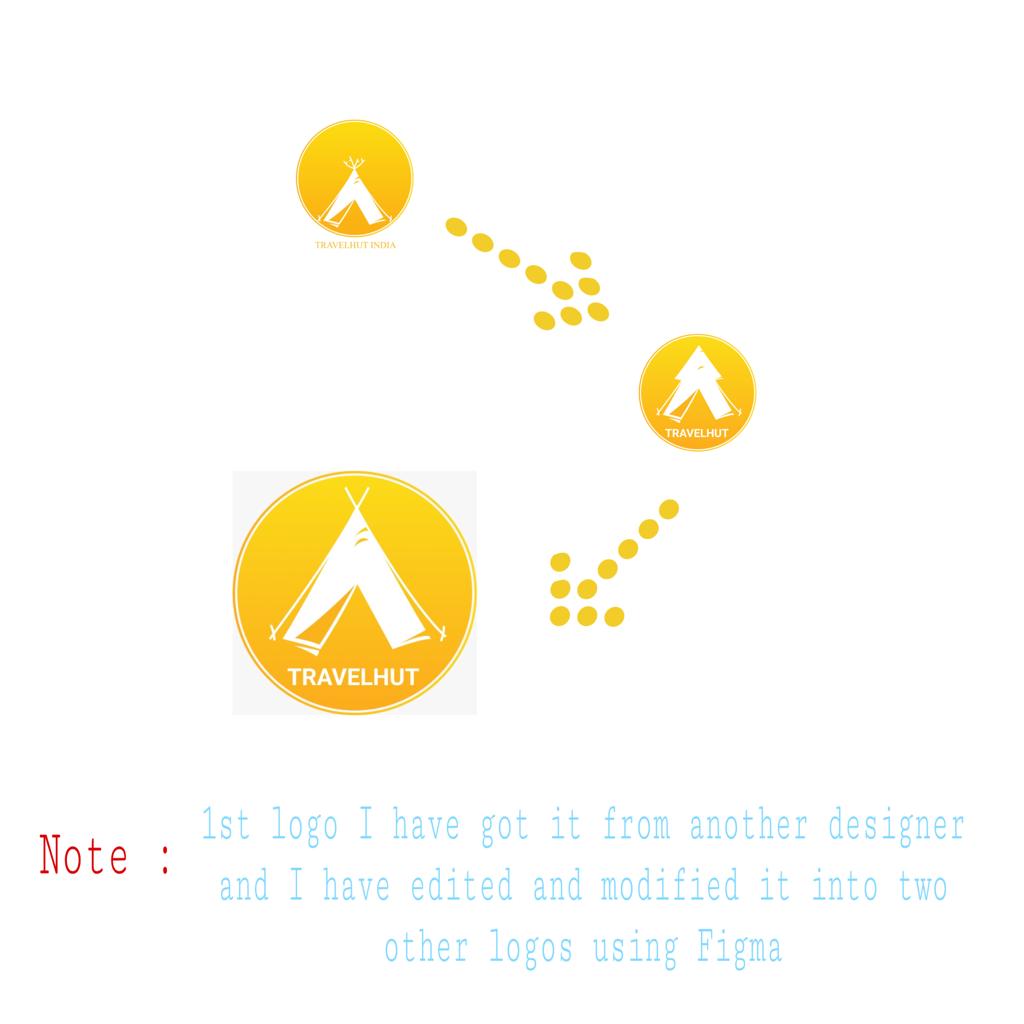 TRAVELHUT INDIA
TRAVELHUT
TRAVELHUT
Note :
1st logo I have got it from another designer
and I have edited and modified it into two
other logos using Figma